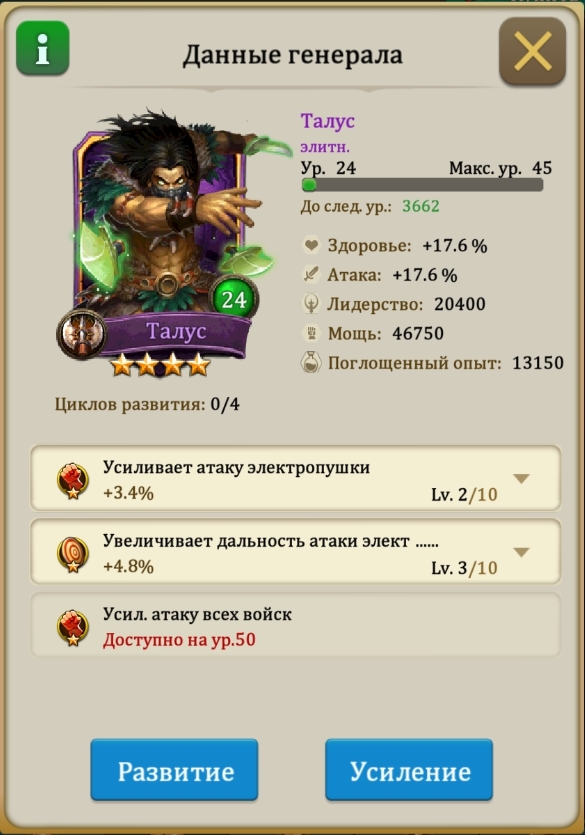 i
Данные генерала
Талус
элитн.
Ур. 24 Макс. ур. 45
До след. ур.: 3662
Здоровье: +17.6 %
Атака: +17.6 %
Лидерство: 20400
Мощь: 46750
Поглощенный опыт: 13150
24
Талус
Циклов развития: 0/4
Усиливает атаку электропушки
+3.4% Lv. 2/10
Увеличивает дальность атаки элект ......
+4.8% Lv. 3/10
Усил. атаку всех войск
Доступно на ур.50
Развитие Усиление